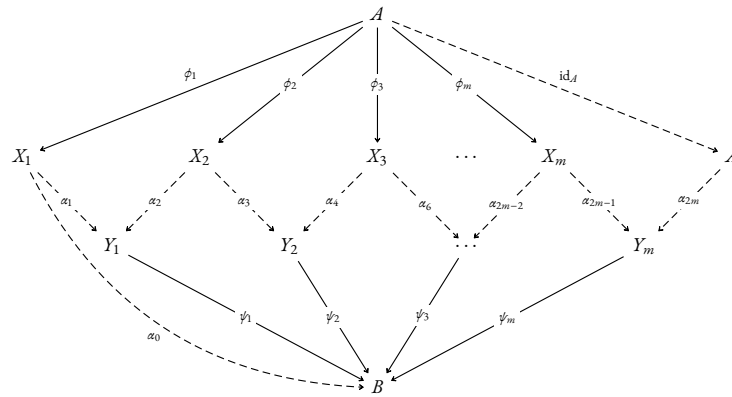 A
ϕ₁ ϕ₂ ϕ₃ ϕₘ id_A
X₁ X₂ X₃ ⋯ Xₘ
α₁ α₂ α₃ α₄ α₆ α₂ₘ₋₂ α₂ₘ₋₁ α₂ₘ
Y₁ Y₂ ⋯ Yₘ
ψ₁ ψ₂ ψ₃ ψₘ
α₀
B